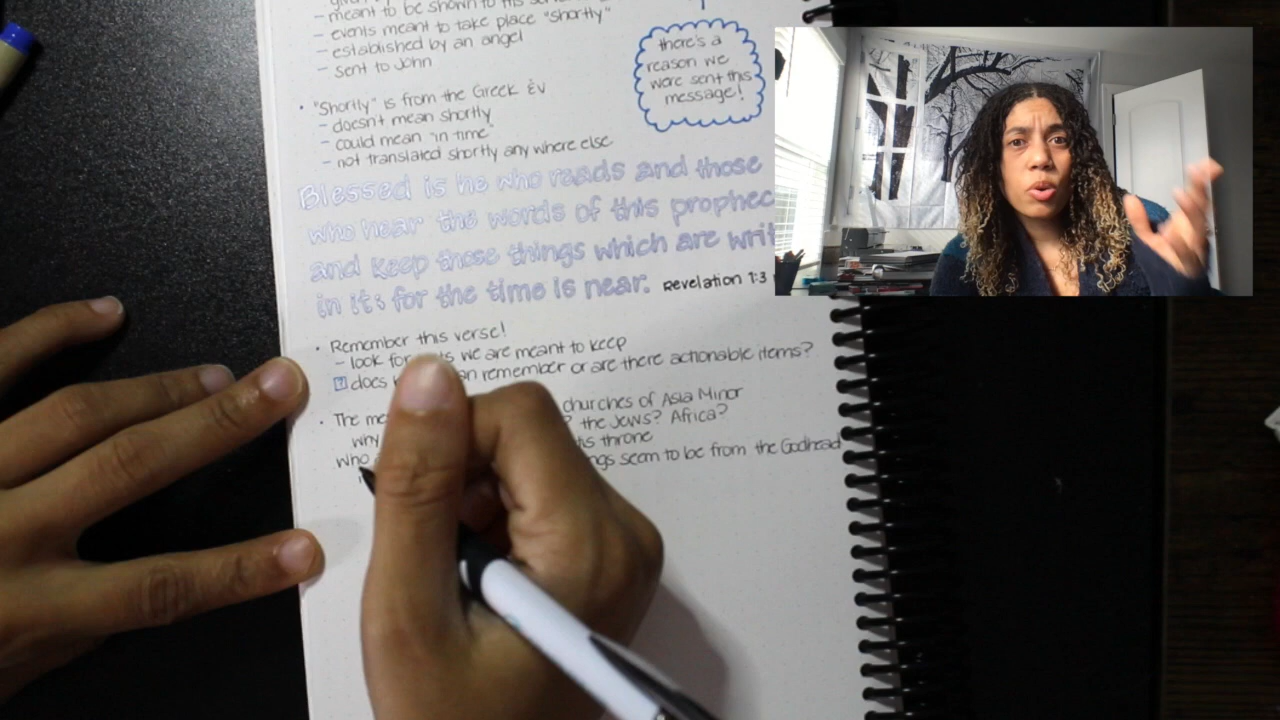 meant to be shown to His
- events meant to take place "shortly"
- established by an angel
- sent to John
there's a
reason we
were sent this
message!
• "Shortly" is from the Greek ἐν
- doesn't mean shortly
- could mean "in time"
- not translated shortly any where else
Blessed is he who reads and those
who hear the words of this prophec
and keep those things which are writ
in it; for the time is near. Revelation 1:3
• Remember this verse!
- look for we are meant to keep
? does remember or are there actionable items?
• The churches of Asia Minor
why ? the Jews? Africa?
throne
who seem to be from the Godhead